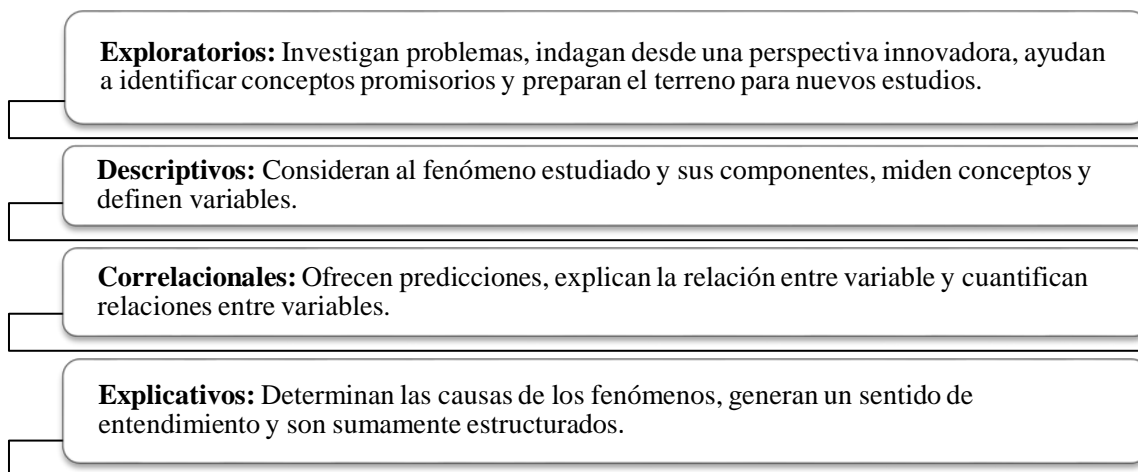 Exploratorios: Investigan problemas, indagan desde una perspectiva innovadora, ayudan
a identificar conceptos promisorios y preparan el terreno para nuevos estudios.
Descriptivos: Consideran al fenómeno estudiado y sus componentes, miden conceptos y
definen variables.
Correlacionales: Ofrecen predicciones, explican la relación entre variable y cuantifican
relaciones entre variables.
Explicativos: Determinan las causas de los fenómenos, generan un sentido de
entendimiento y son sumamente estructurados.